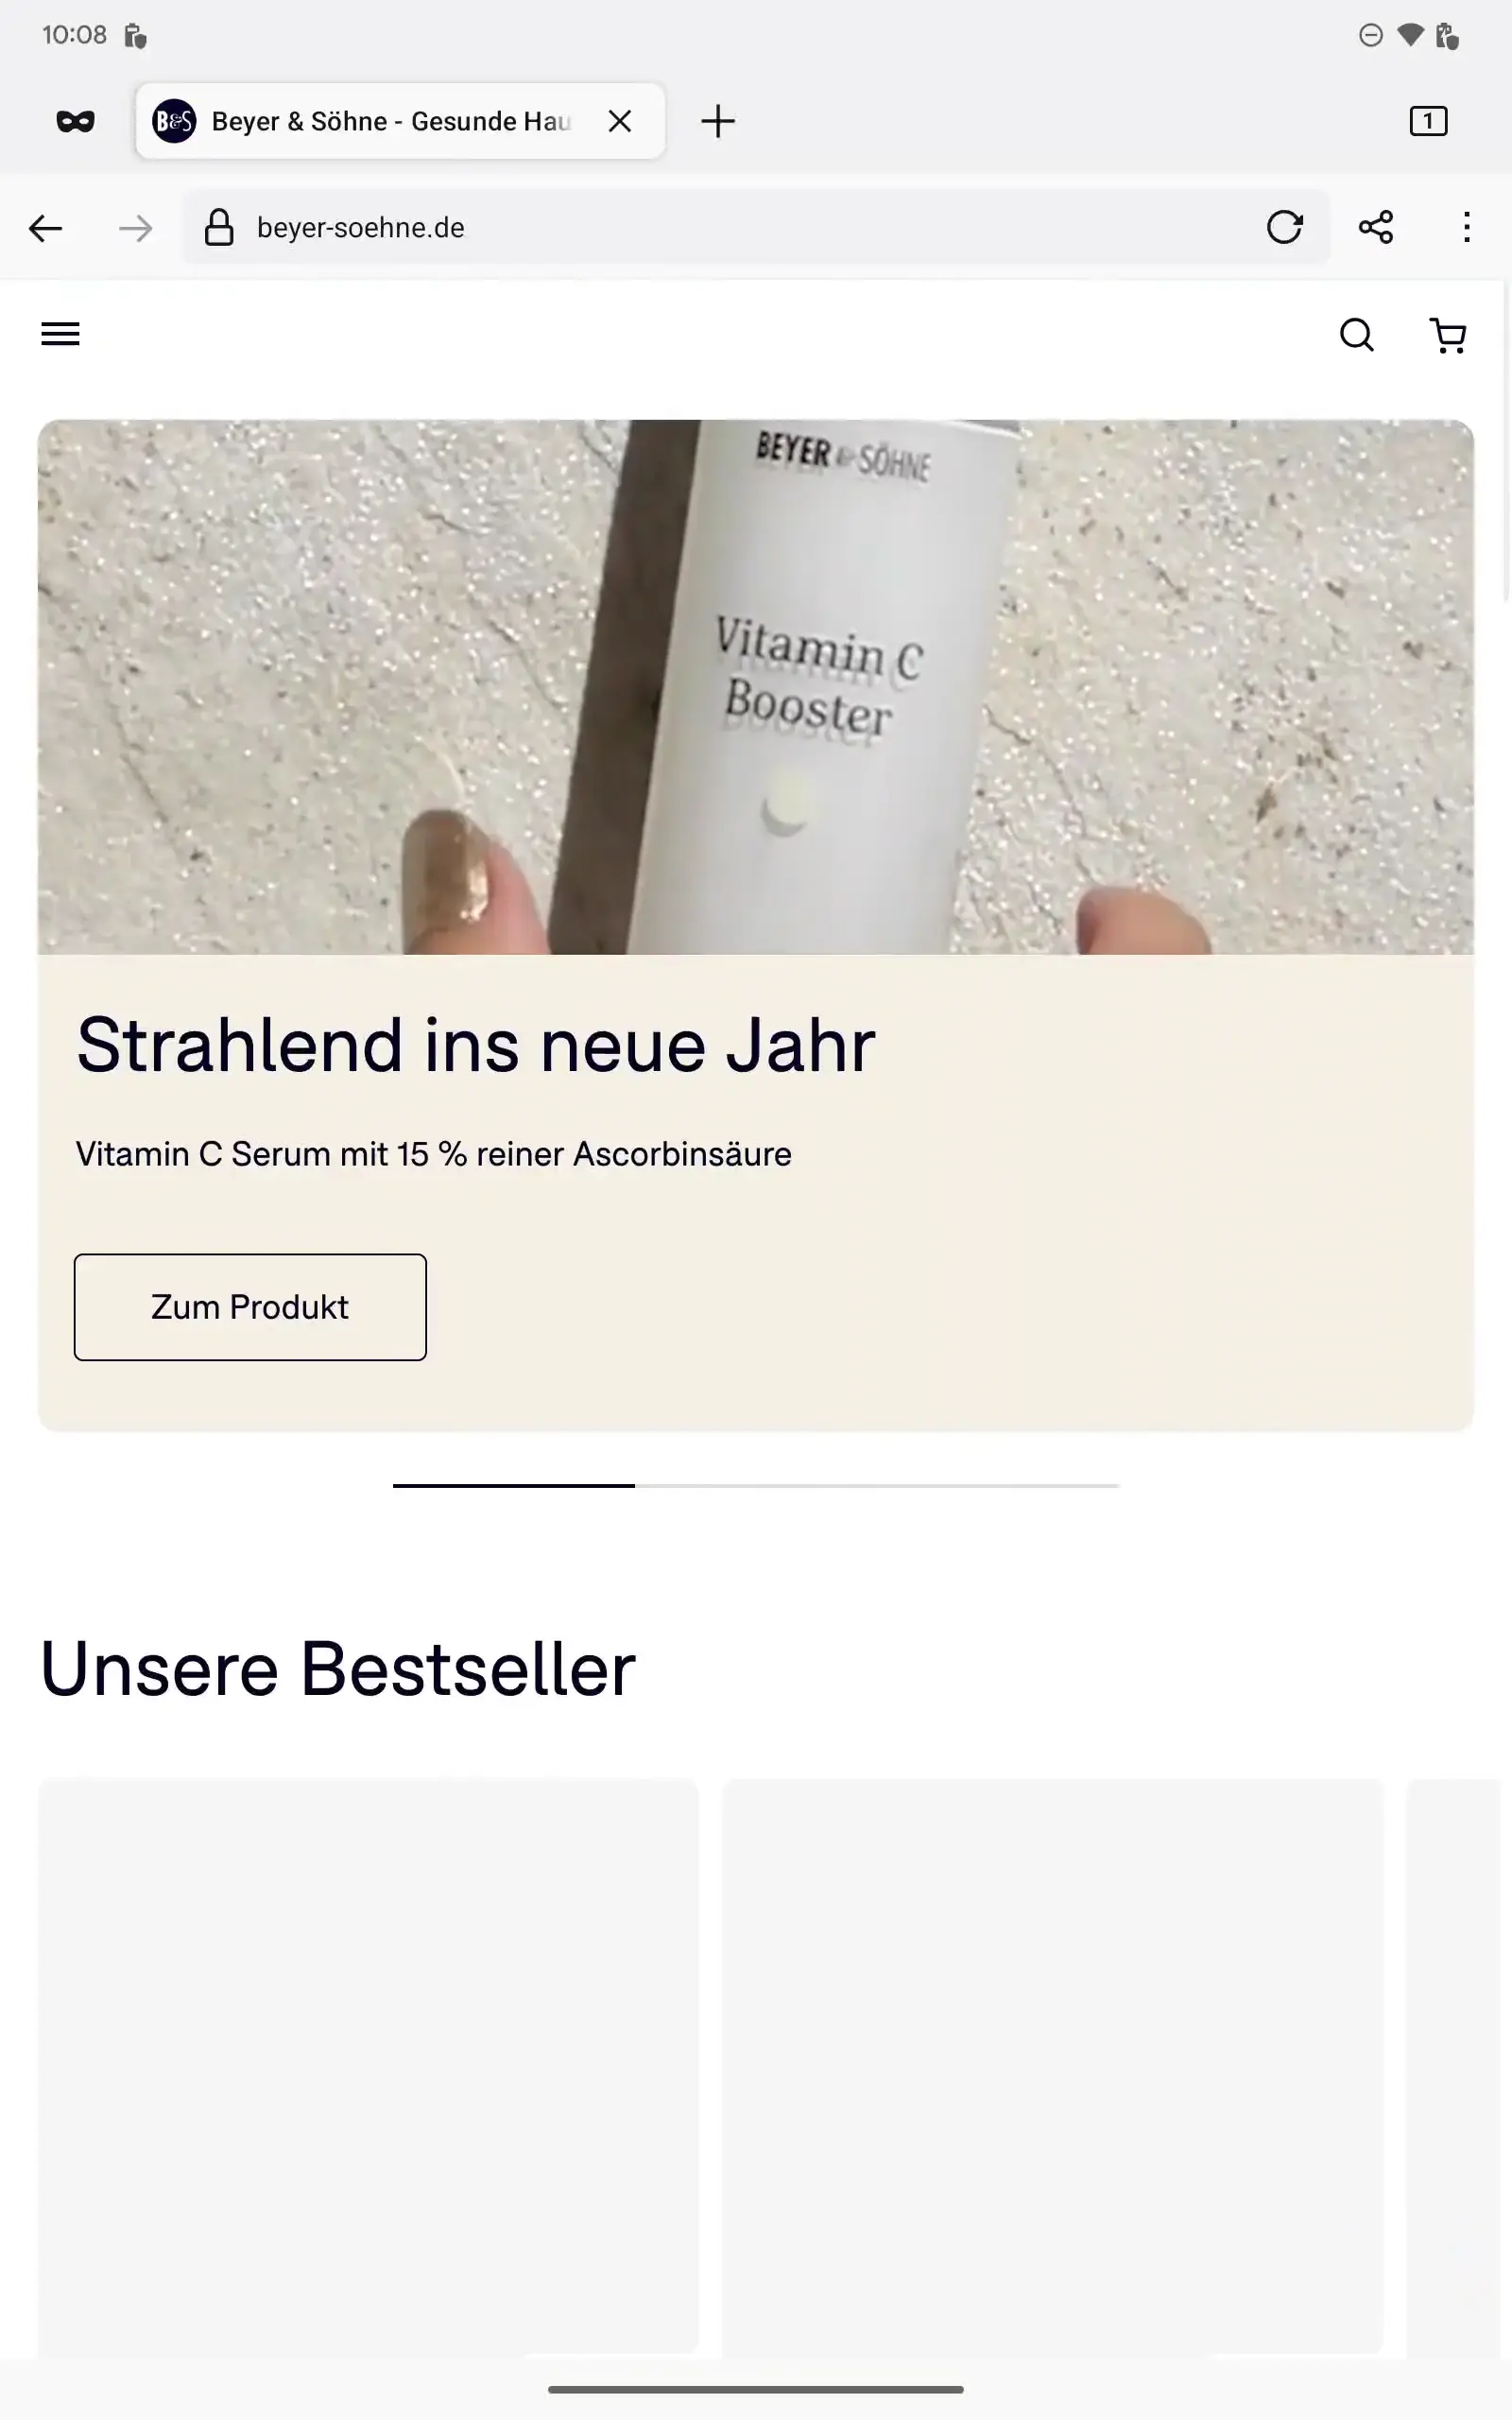 10:08
B&S Beyer & Söhne - Gesunde Hau
1
beyer-soehne.de
BEYER & SÖHNE
Vitamin C
Booster
Strahlend ins neue Jahr
Vitamin C Serum mit 15 % reiner Ascorbinsäure
Zum Produkt
Unsere Bestseller